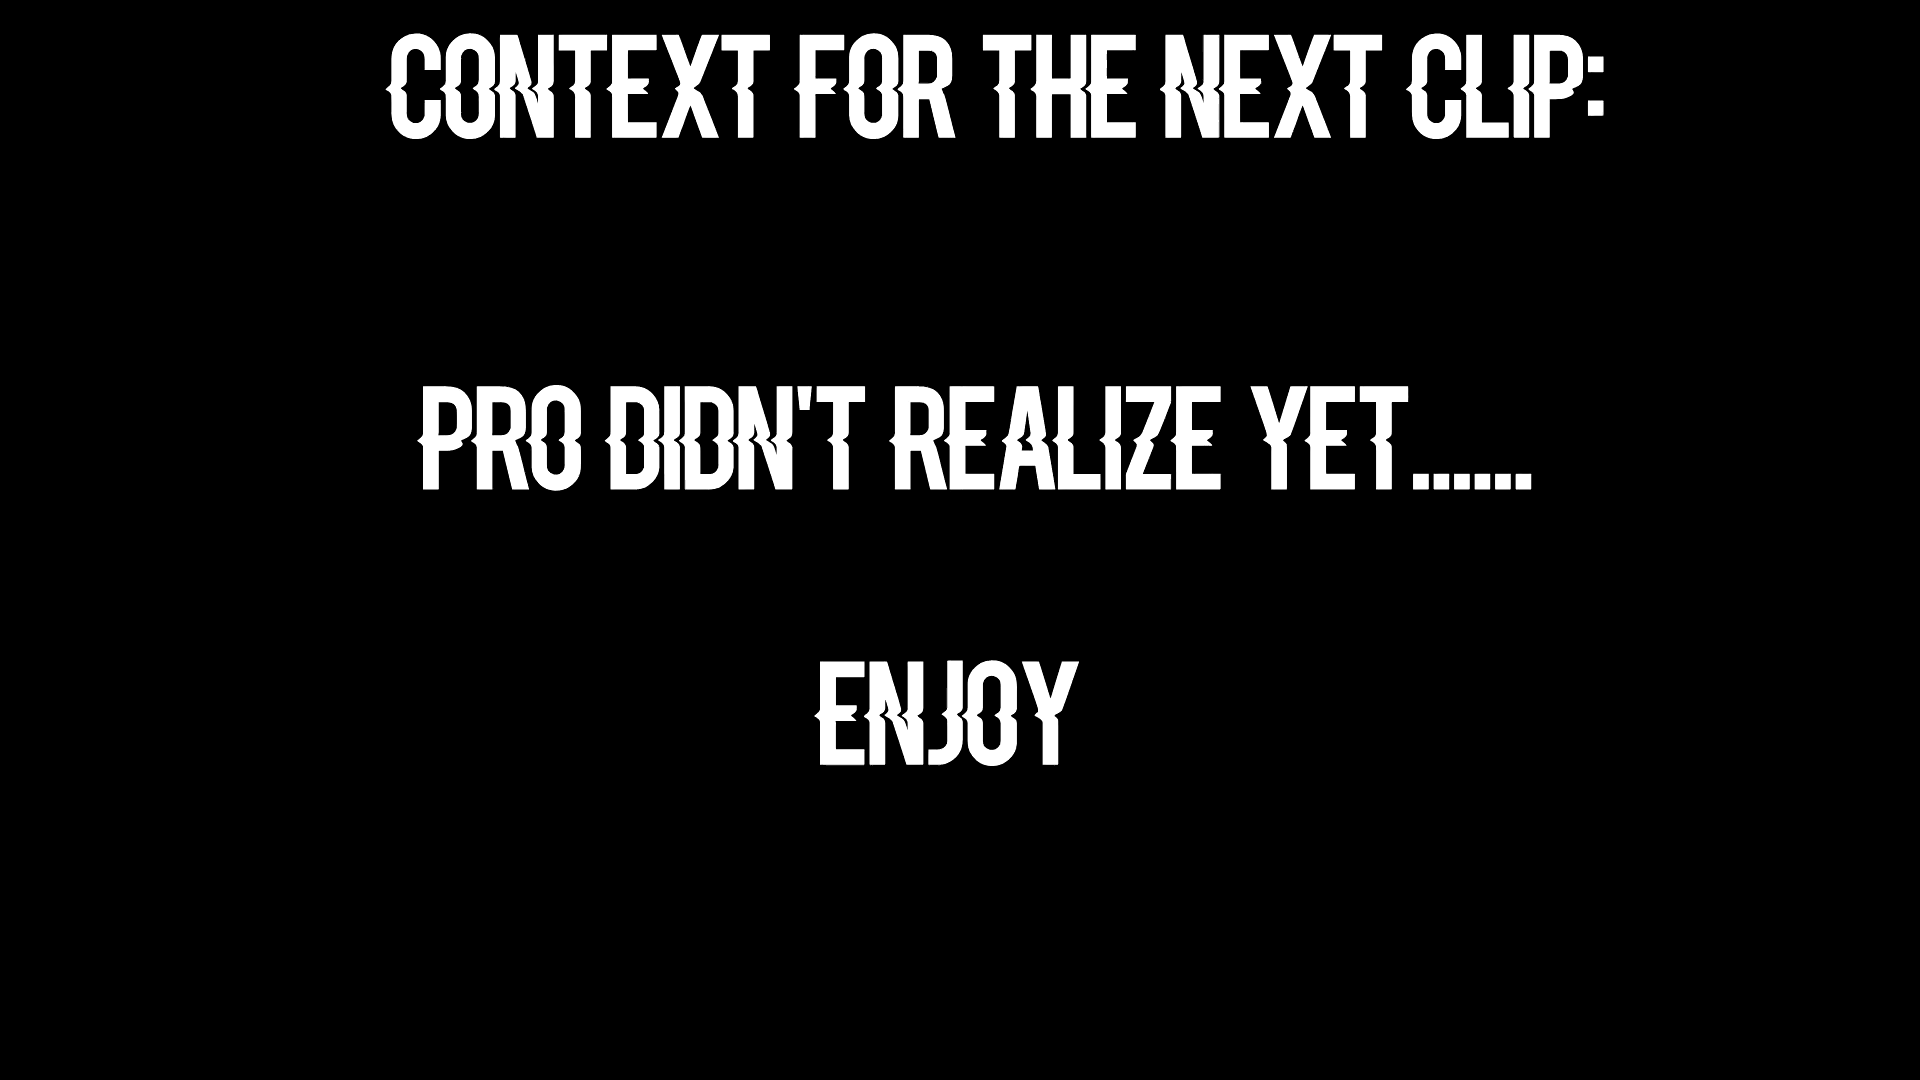 CONTEXT FOR THE NEXT CLIP:
PRO DIDN'T REALIZE YET......
ENJOY